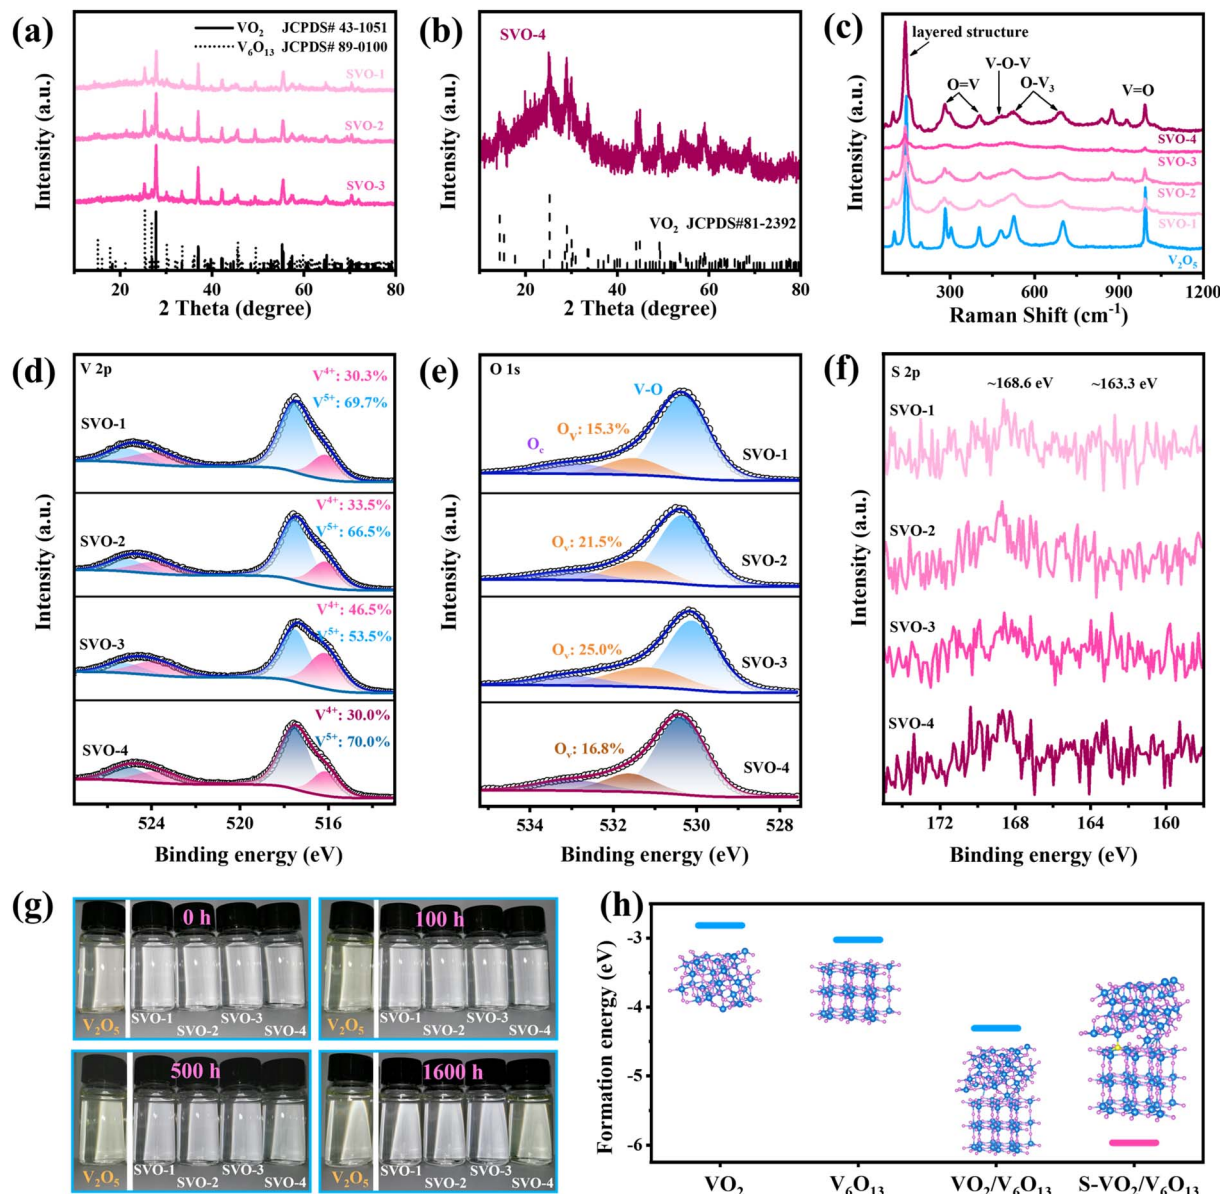 (a)
VO₂ JCPDS# 43-1051
V₆O₁₃ JCPDS# 89-0100
SVO-1
SVO-2
SVO-3
Intensity (a.u.)
20 40 60 80
2 Theta (degree)
(b)
SVO-4
VO₂ JCPDS#81-2392
Intensity (a.u.)
20 40 60 80
2 Theta (degree)
(c)
layered structure
V-O-V
O=V
O-V₃
V=O
SVO-4
SVO-3
SVO-2
SVO-1
V₂O₅
Intensity (a.u.)
300 600 900 1200
Raman Shift (cm⁻¹)
(d)
V 2p
V⁴⁺: 30.3%
V⁵⁺: 69.7%
SVO-1
V⁴⁺: 33.5%
V⁵⁺: 66.5%
SVO-2
V⁴⁺: 46.5%
V⁵⁺: 53.5%
SVO-3
V⁴⁺: 30.0%
V⁵⁺: 70.0%
SVO-4
Intensity (a.u.)
524 520 516
Binding energy (eV)
(e)
O 1s
V-O
O_V: 15.3%
O_c
SVO-1
O_v: 21.5%
SVO-2
O_v: 25.0%
SVO-3
O_v: 16.8%
SVO-4
Intensity (a.u.)
534 532 530 528
Binding energy (eV)
(f)
S 2p
~168.6 eV ~163.3 eV
SVO-1
SVO-2
SVO-3
SVO-4
Intensity (a.u.)
172 168 164 160
Binding energy (eV)
(g)
0 h
V₂O₅ SVO-1 SVO-2 SVO-3 SVO-4
100 h
V₂O₅ SVO-1 SVO-2 SVO-3 SVO-4
500 h
V₂O₅ SVO-1 SVO-2 SVO-3 SVO-4
1600 h
V₂O₅ SVO-1 SVO-2 SVO-3 SVO-4
(h)
Formation energy (eV)
-3
-4
-5
-6
VO₂ V₆O₁₃ VO₂/V₆O₁₃ S-VO₂/V₆O₁₃